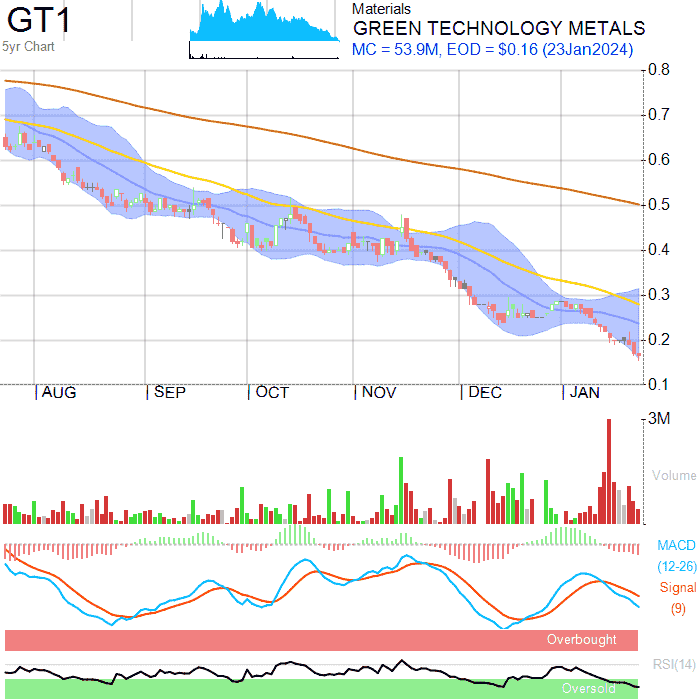 GT1
5yr Chart
Materials
GREEN TECHNOLOGY METALS
MC = 53.9M, EOD = $0.16 (23Jan2024)
0.8
0.7
0.6
0.5
0.4
0.3
0.2
0.1
AUG SEP OCT NOV DEC JAN
3M
Volume
MACD
(12-26)
Signal
(9)
Overbought
RSI(14)
Oversold